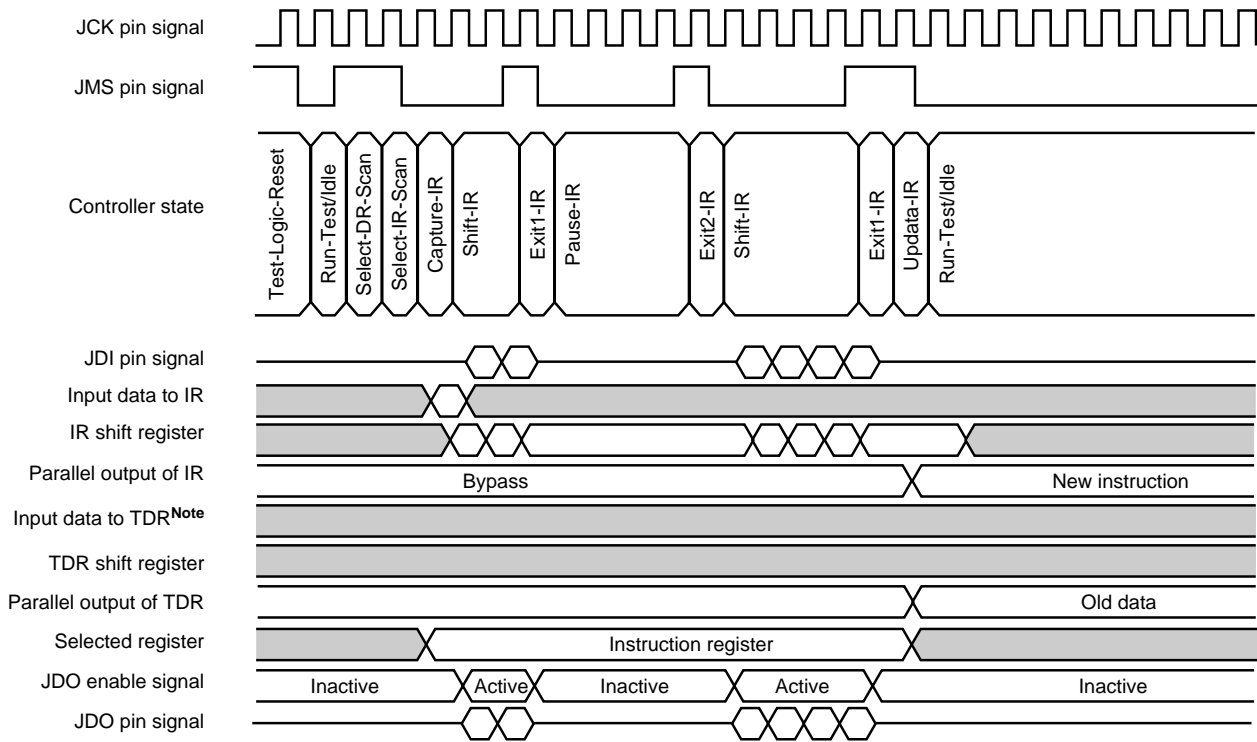 JCK pin signal
JMS pin signal
Controller state
Test-Logic-Reset
Run-Test/Idle
Select-DR-Scan
Select-IR-Scan
Capture-IR
Shift-IR
Exit1-IR
Pause-IR
Exit2-IR
Shift-IR
Exit1-IR
Updata-IR
Run-Test/Idle
JDI pin signal
Input data to IR
IR shift register
Parallel output of IR
Bypass
New instruction
Input data to TDRNote
TDR shift register
Parallel output of TDR
Old data
Selected register
Instruction register
JDO enable signal
Inactive
Active
Inactive
Active
Inactive
JDO pin signal